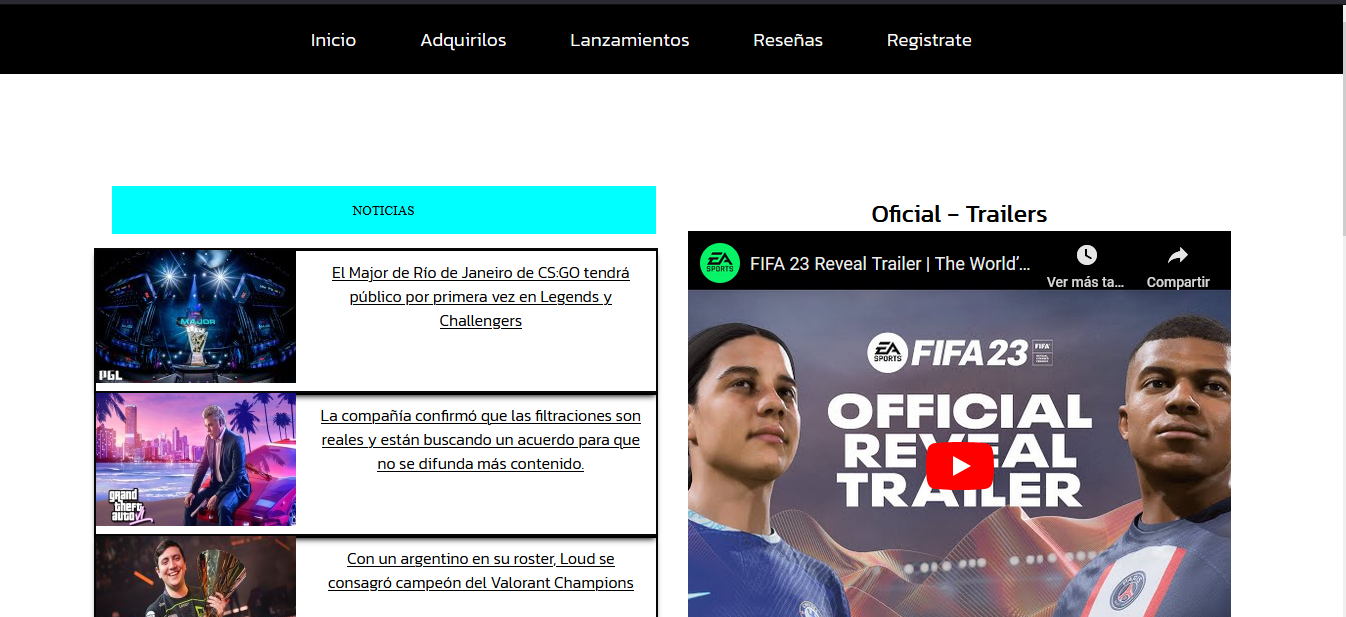 Inicio Adquirilos Lanzamientos Reseñas Registrate
NOTICIAS
MAJOR
PGL
El Major de Río de Janeiro de CS:GO tendrá
público por primera vez en Legends y
Challengers
grand
theft
auto VI
La compañía confirmó que las filtraciones son
reales y están buscando un acuerdo para que
no se difunda más contenido.
Con un argentino en su roster, Loud se
consagró campeón del Valorant Champions
Oficial – Trailers
EA
SPORTS
FIFA 23 Reveal Trailer | The World’...
Ver más ta...
Compartir
EA
SPORTS
FIFA 23
FIFA
OFFICIAL
REVEAL
TRAILER